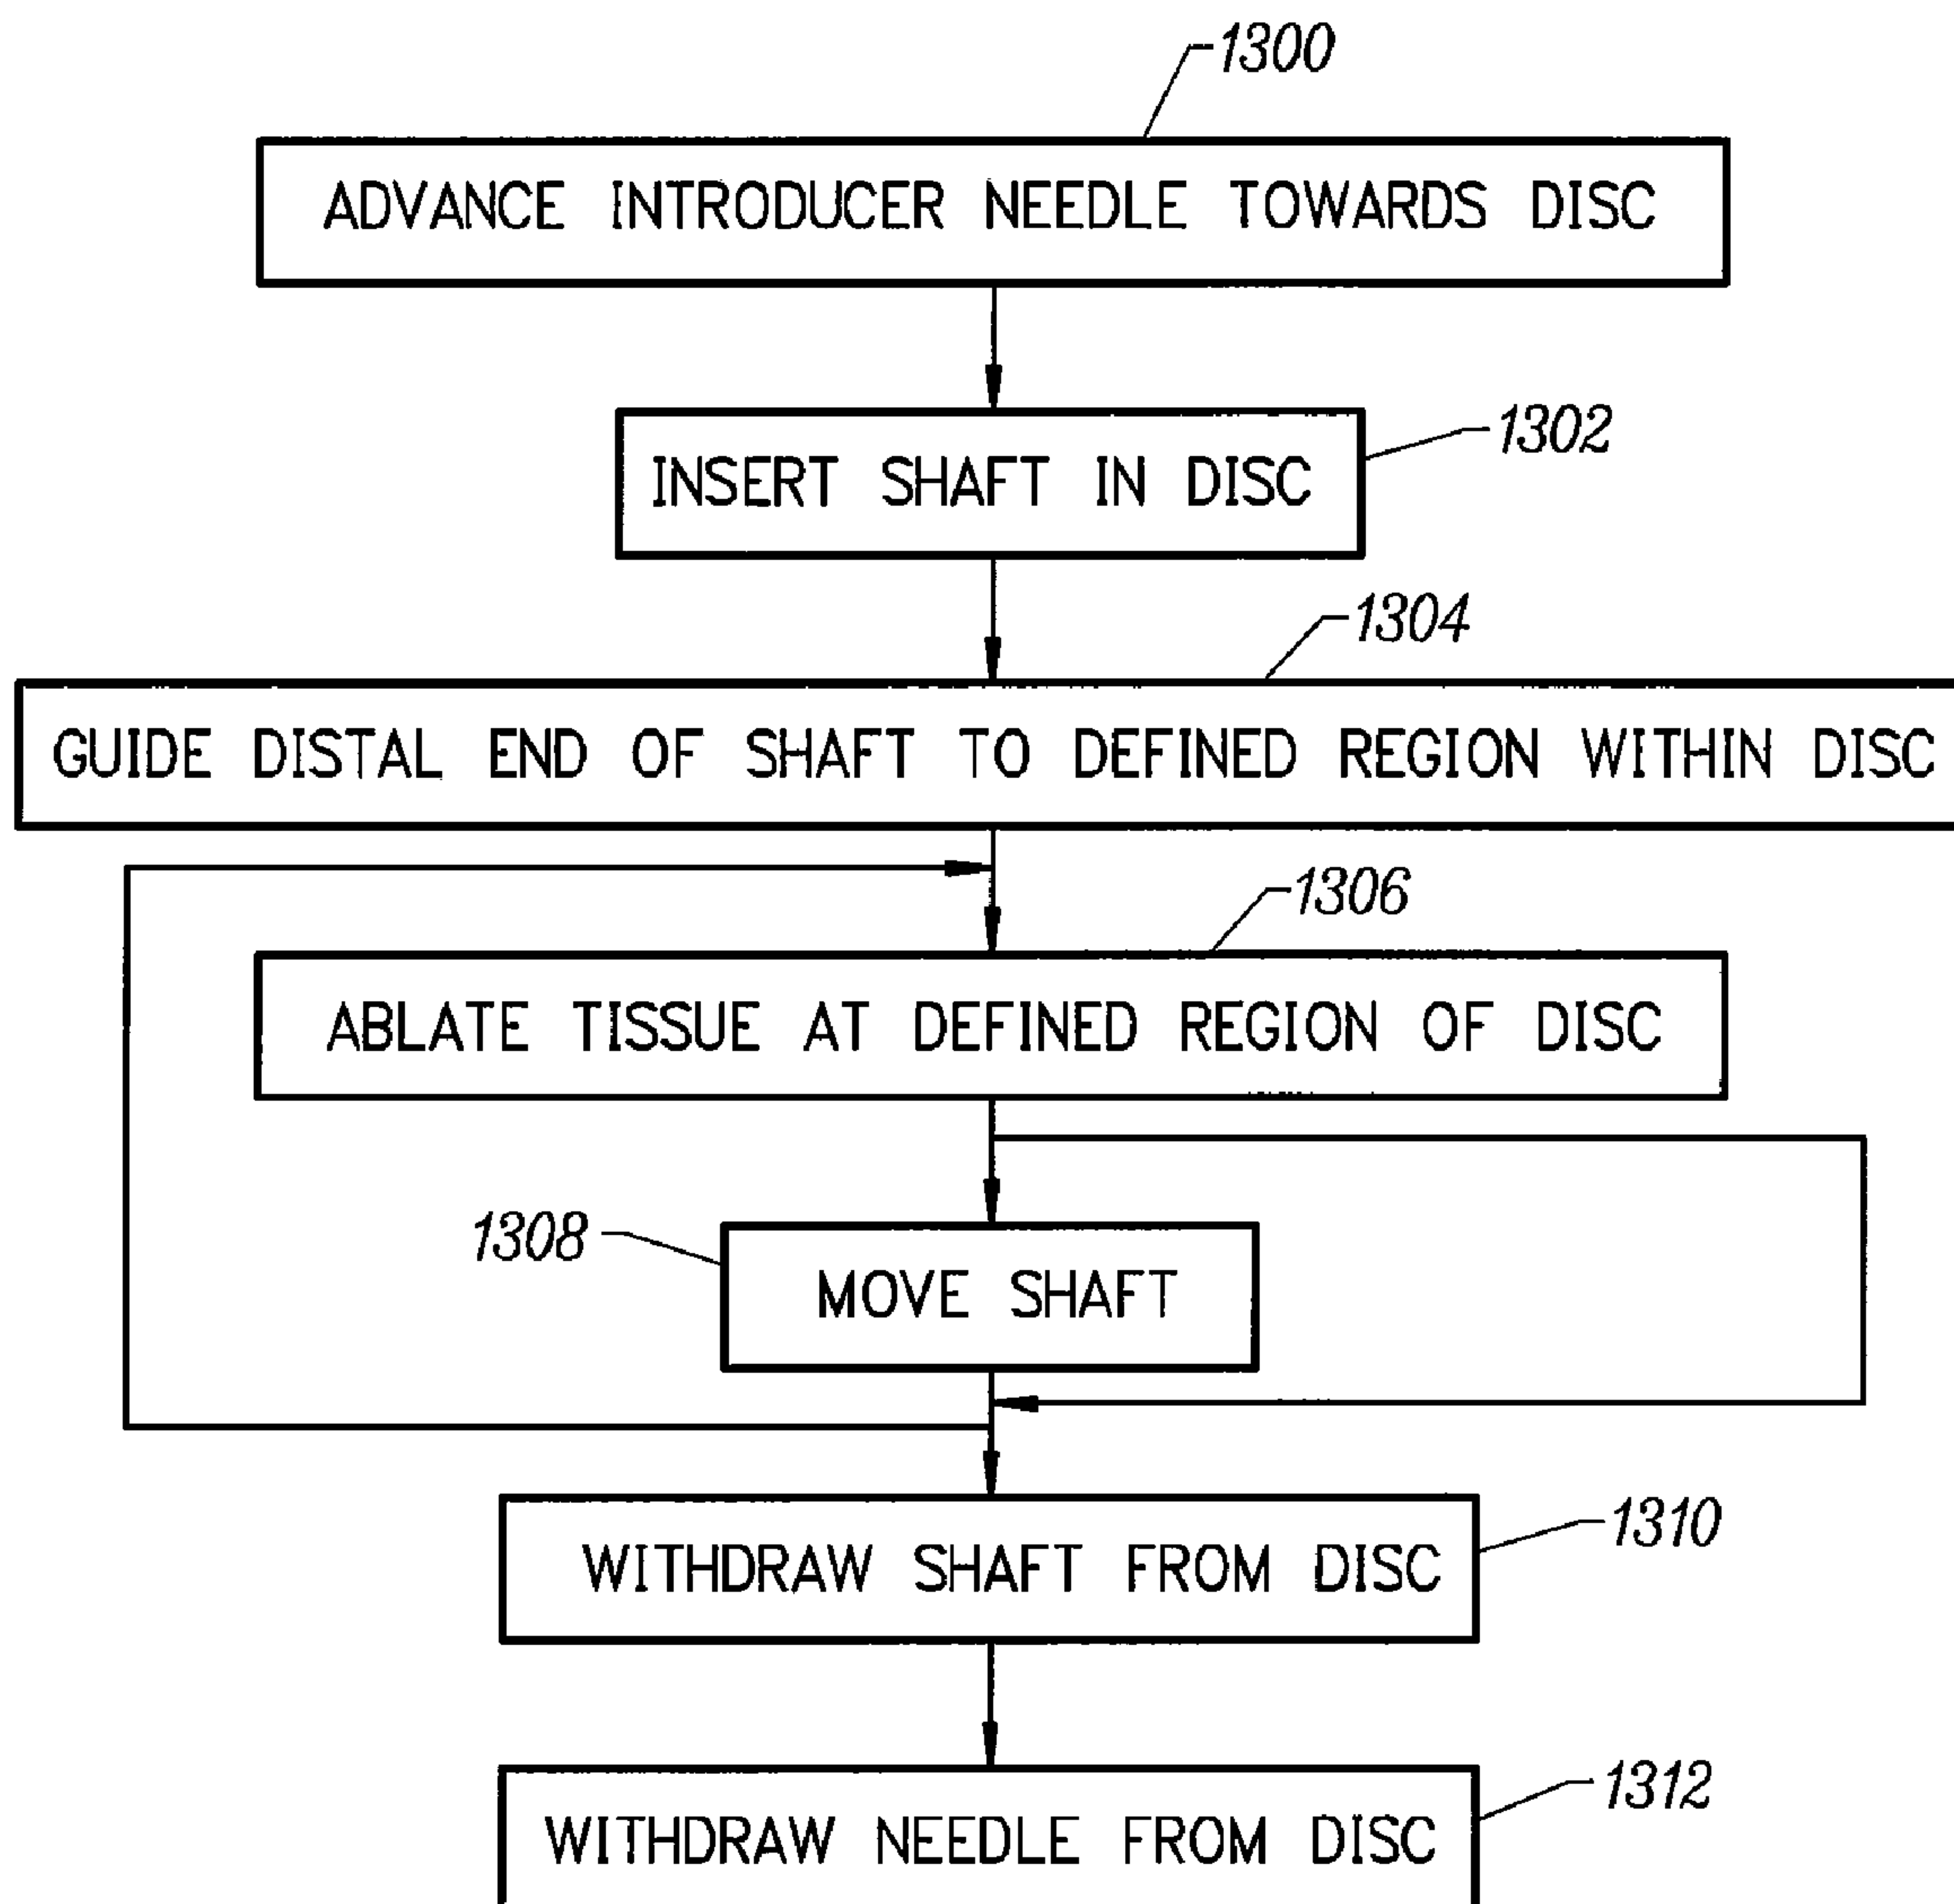 1300
ADVANCE INTRODUCER NEEDLE TOWARDS DISC
1302
INSERT SHAFT IN DISC
1304
GUIDE DISTAL END OF SHAFT TO DEFINED REGION WITHIN DISC
1306
ABLATE TISSUE AT DEFINED REGION OF DISC
1308
MOVE SHAFT
1310
WITHDRAW SHAFT FROM DISC
1312
WITHDRAW NEEDLE FROM DISC